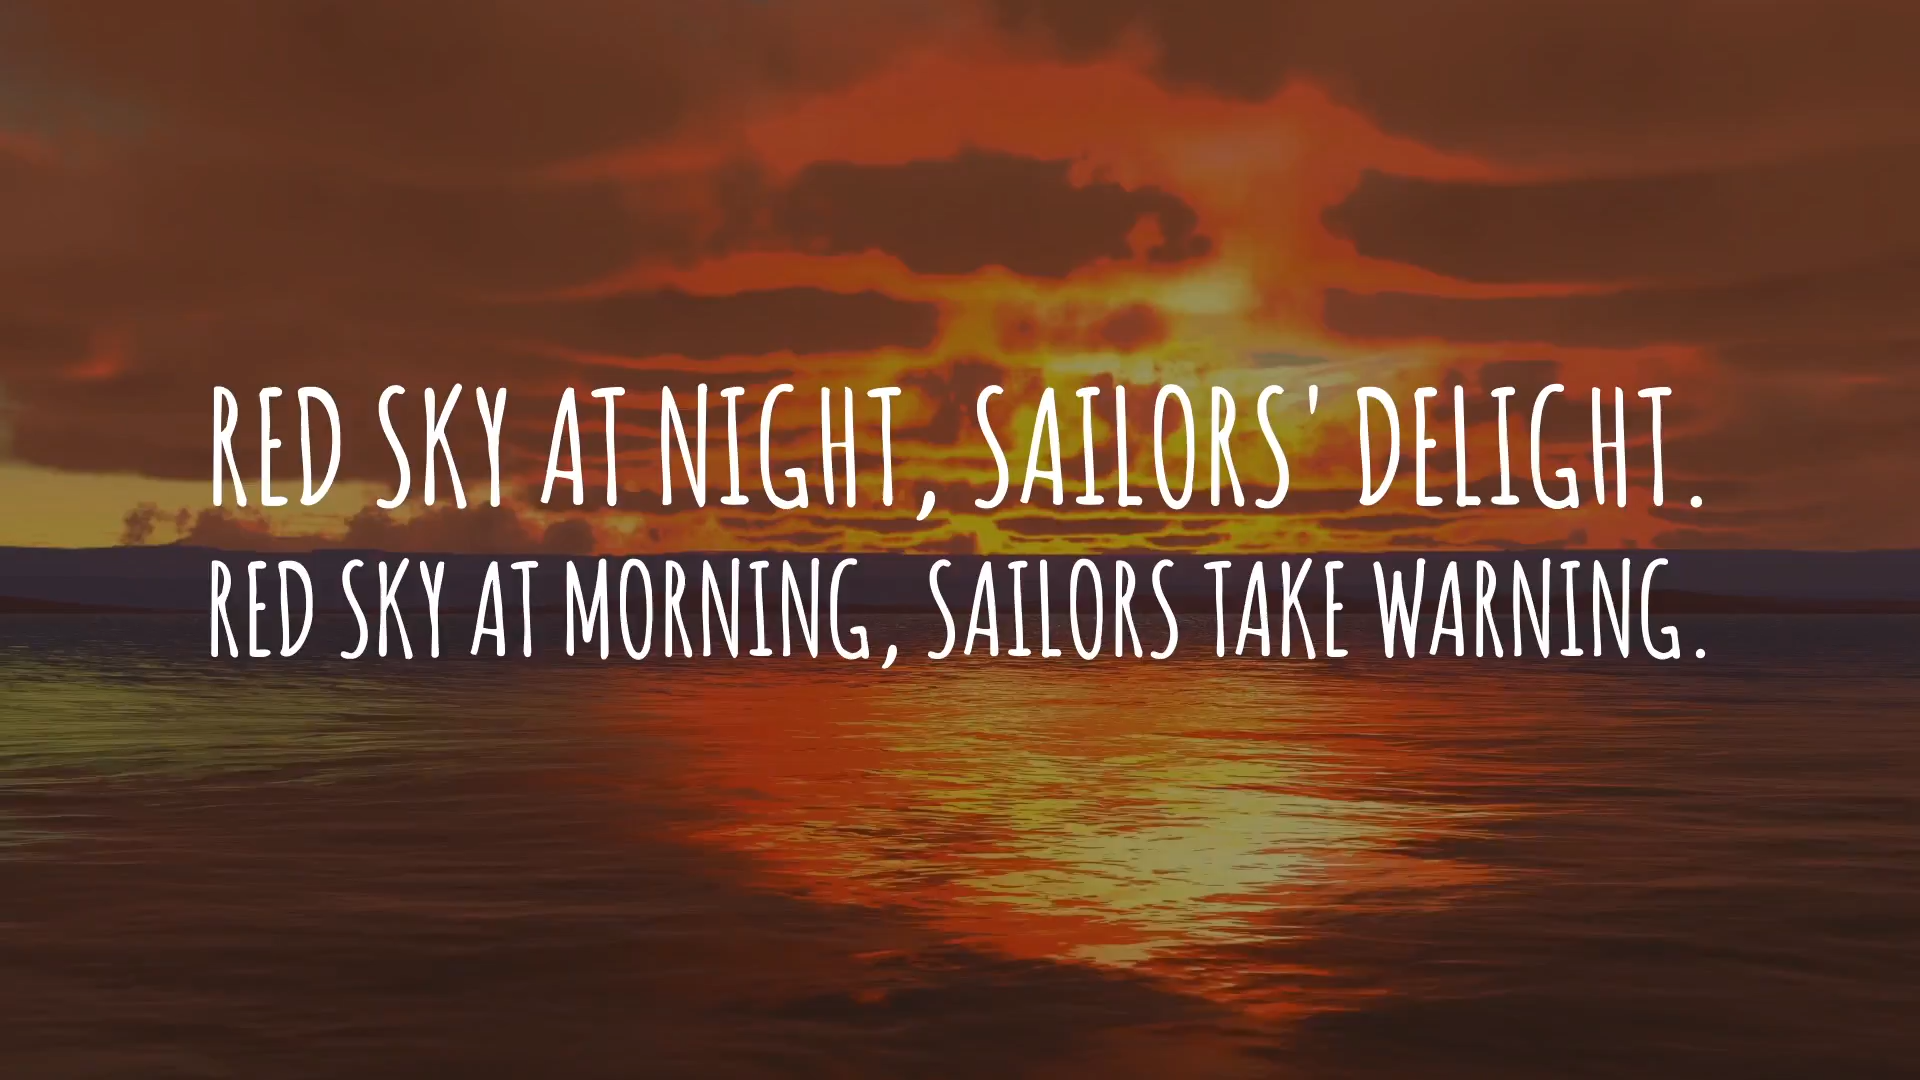 RED SKY AT NIGHT, SAILORS' DELIGHT.
RED SKY AT MORNING, SAILORS TAKE WARNING.